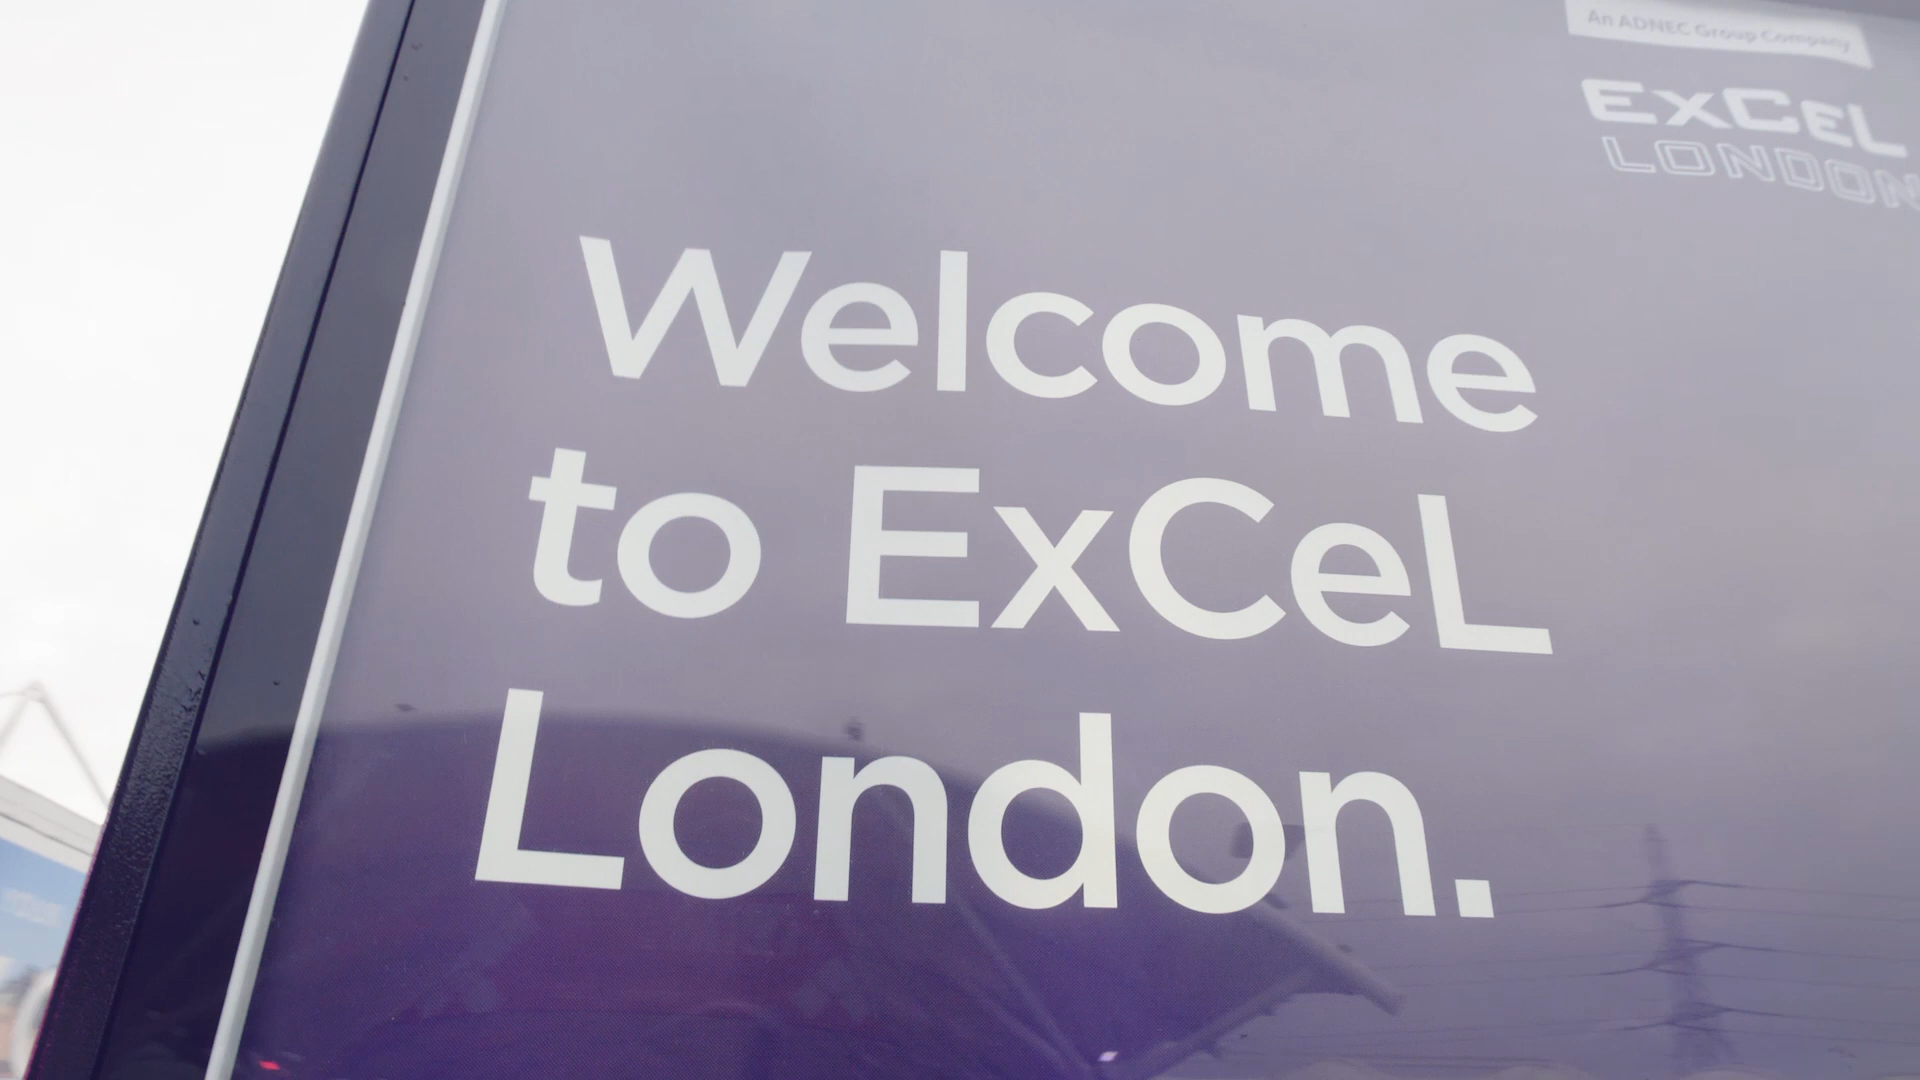 An ADNEC Group Company
ExCeL
LONDON
Welcome
to ExCeL
London.